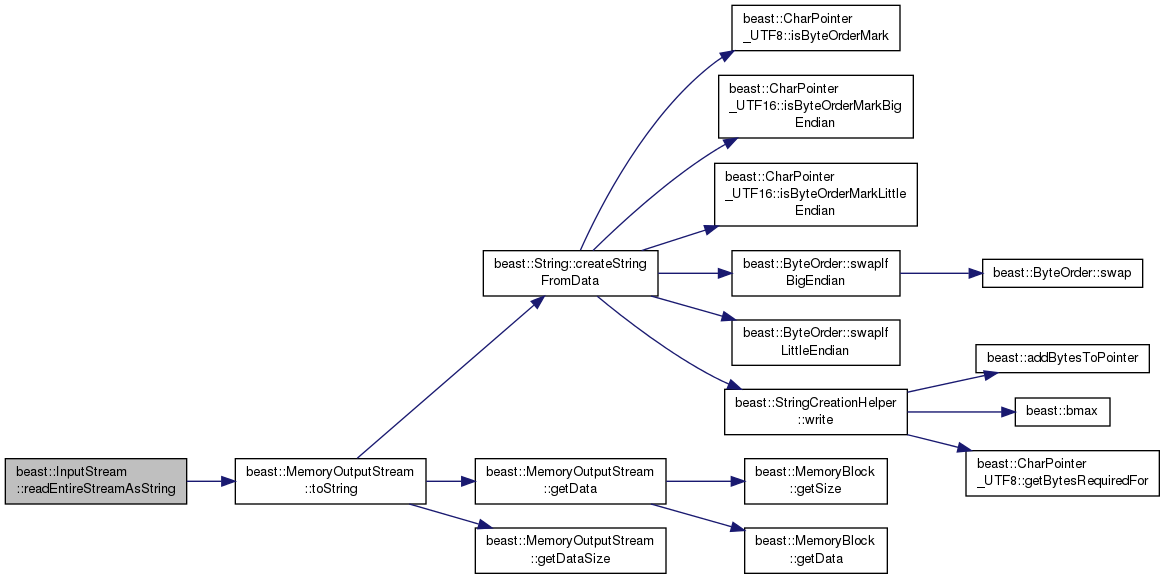 beast::CharPointer
_UTF8::isByteOrderMark
beast::CharPointer
_UTF16::isByteOrderMarkBig
Endian
beast::CharPointer
_UTF16::isByteOrderMarkLittle
Endian
beast::String::createString
FromData
beast::ByteOrder::swapIf
BigEndian
beast::ByteOrder::swap
beast::ByteOrder::swapIf
LittleEndian
beast::addBytesToPointer
beast::StringCreationHelper
::write
beast::bmax
beast::CharPointer
_UTF8::getBytesRequiredFor
beast::InputStream
::readEntireStreamAsString
beast::MemoryOutputStream
::toString
beast::MemoryOutputStream
::getData
beast::MemoryBlock
::getSize
beast::MemoryOutputStream
::getDataSize
beast::MemoryBlock
::getData